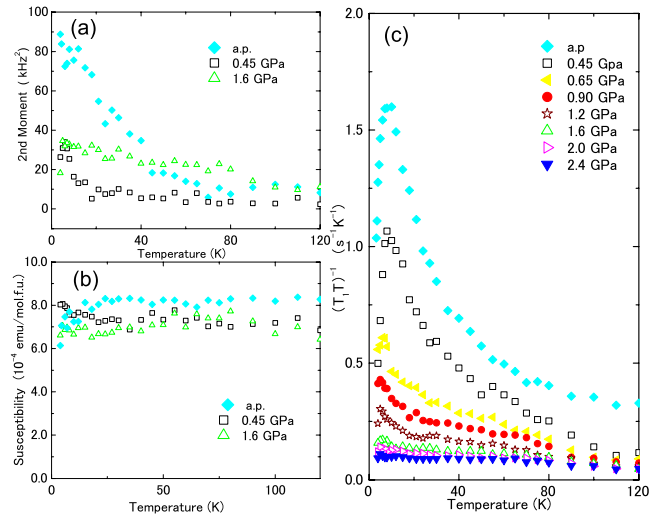 (a)
100
80
60
40
20
0
2nd Moment ( kHz²)
a.p.
0.45 GPa
1.6 GPa
0 40 80 120
Temperature (K)
(b)
10.0
8.0
6.0
4.0
2.0
0.0
Susceptibility (10⁻⁴ emu/mol.f.u.)
a.p.
0.45 GPa
1.6 GPa
0 20 40 60 80 100
Temperature (K)
(c)
2.0
1.5
1.0
0.5
0.0
(T₁T)⁻¹ (s⁻¹K⁻¹)
a.p
0.45 Gpa
0.65 GPa
0.90 GPa
1.2 GPa
1.6 GPa
2.0 GPa
2.4 GPa
0 40 80 120
Temperature (K)